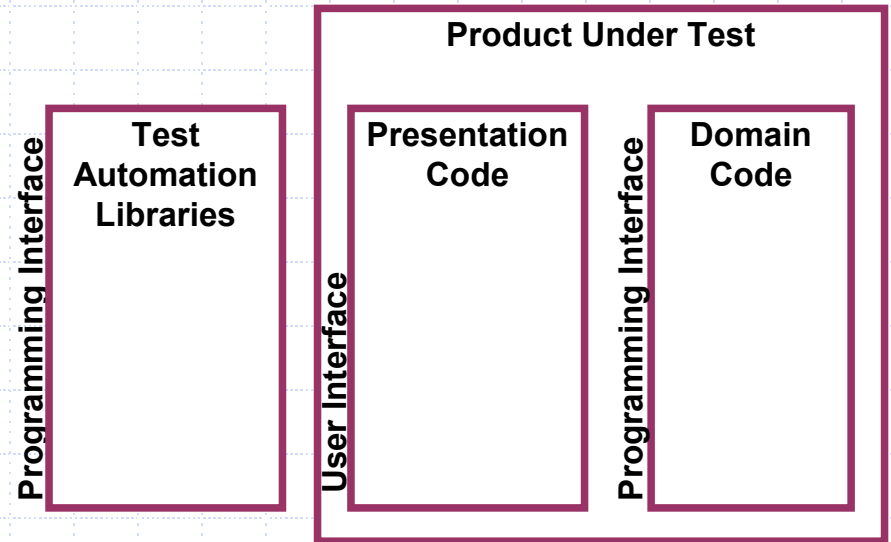 Product Under Test
Programming Interface
Test
Automation
Libraries
User Interface
Presentation
Code
Programming Interface
Domain
Code